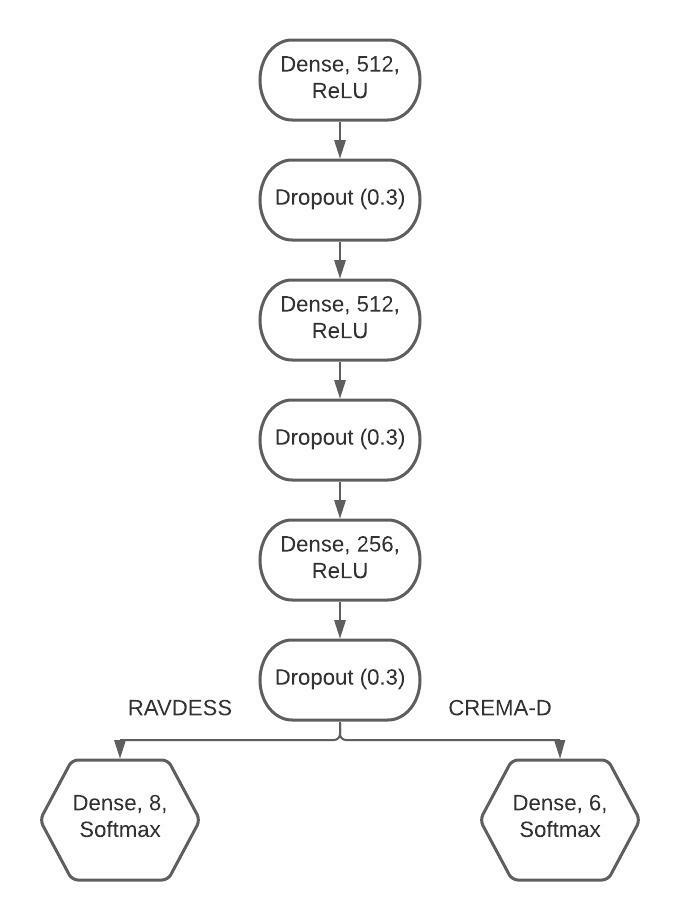 Dense, 512,
ReLU
Dropout (0.3)
Dense, 512,
ReLU
Dropout (0.3)
Dense, 256,
ReLU
Dropout (0.3)
RAVDESS
CREMA-D
Dense, 8,
Softmax
Dense, 6,
Softmax